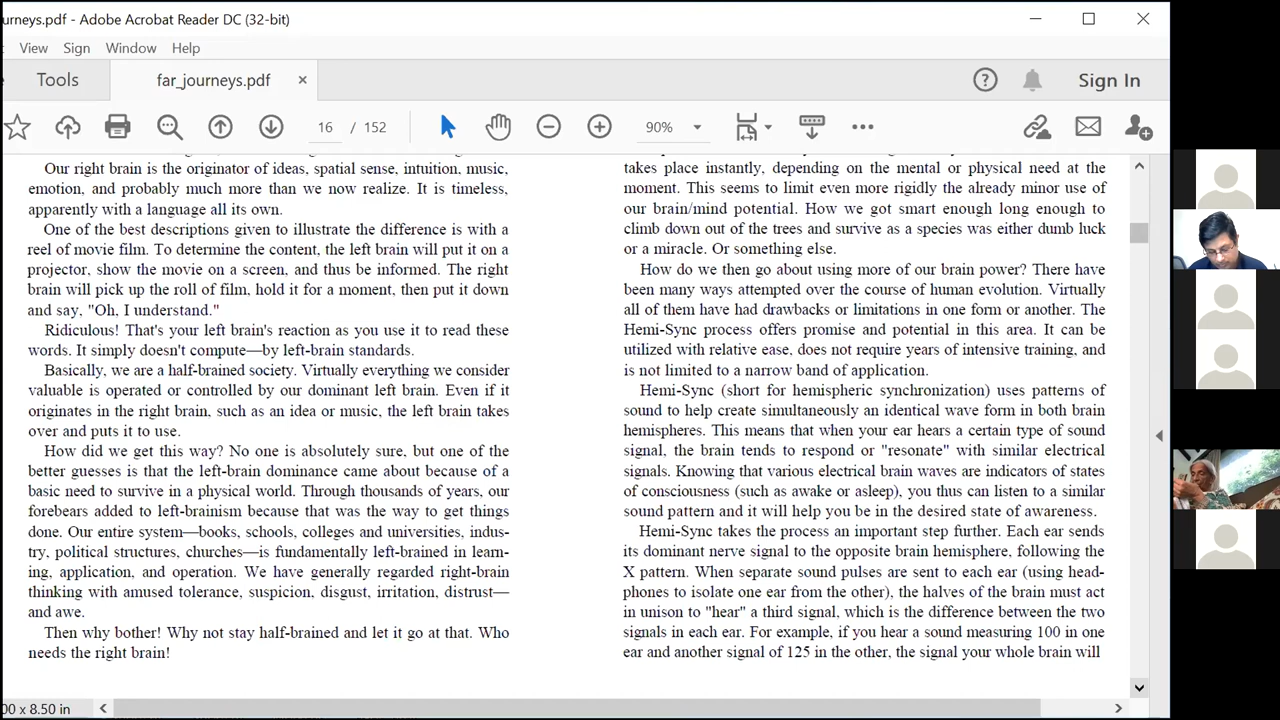 urneys.pdf - Adobe Acrobat Reader DC (32-bit)
View Sign Window Help
Tools
far_journeys.pdf
Sign In
16 / 152
90%
Our right brain is the originator of ideas, spatial sense, intuition, music,
emotion, and probably much more than we now realize. It is timeless,
apparently with a language all its own.
One of the best descriptions given to illustrate the difference is with a
reel of movie film. To determine the content, the left brain will put it on a
projector, show the movie on a screen, and thus be informed. The right
brain will pick up the roll of film, hold it for a moment, then put it down
and say, "Oh, I understand."
Ridiculous! That's your left brain's reaction as you use it to read these
words. It simply doesn't compute—by left-brain standards.
Basically, we are a half-brained society. Virtually everything we consider
valuable is operated or controlled by our dominant left brain. Even if it
originates in the right brain, such as an idea or music, the left brain takes
over and puts it to use.
How did we get this way? No one is absolutely sure, but one of the
better guesses is that the left-brain dominance came about because of a
basic need to survive in a physical world. Through thousands of years, our
forebears added to left-brainism because that was the way to get things
done. Our entire system—books, schools, colleges and universities, indus-
try, political structures, churches—is fundamentally left-brained in learn-
ing, application, and operation. We have generally regarded right-brain
thinking with amused tolerance, suspicion, disgust, irritation, distrust—
and awe.
Then why bother! Why not stay half-brained and let it go at that. Who
needs the right brain!
takes place instantly, depending on the mental or physical need at the
moment. This seems to limit even more rigidly the already minor use of
our brain/mind potential. How we got smart enough long enough to
climb down out of the trees and survive as a species was either dumb luck
or a miracle. Or something else.
How do we then go about using more of our brain power? There have
been many ways attempted over the course of human evolution. Virtually
all of them have had drawbacks or limitations in one form or another. The
Hemi-Sync process offers promise and potential in this area. It can be
utilized with relative ease, does not require years of intensive training, and
is not limited to a narrow band of application.
Hemi-Sync (short for hemispheric synchronization) uses patterns of
sound to help create simultaneously an identical wave form in both brain
hemispheres. This means that when your ear hears a certain type of sound
signal, the brain tends to respond or "resonate" with similar electrical
signals. Knowing that various electrical brain waves are indicators of states
of consciousness (such as awake or asleep), you thus can listen to a similar
sound pattern and it will help you be in the desired state of awareness.
Hemi-Sync takes the process an important step further. Each ear sends
its dominant nerve signal to the opposite brain hemisphere, following the
X pattern. When separate sound pulses are sent to each ear (using head-
phones to isolate one ear from the other), the halves of the brain must act
in unison to "hear" a third signal, which is the difference between the two
signals in each ear. For example, if you hear a sound measuring 100 in one
ear and another signal of 125 in the other, the signal your whole brain will
00 x 8.50 in